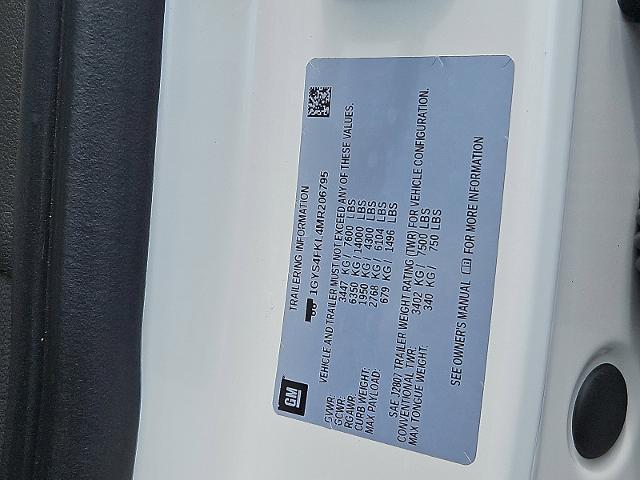 GM
TRAILERING INFORMATION
1GYS4FKL4MR206795
VEHICLE AND TRAILER MUST NOT EXCEED ANY OF THESE VALUES.
GVWR: 3447 KG/ 7600 LBS
GCWR: 6350 KG/14000 LBS
RGAWR: 1950 KG/ 4300 LBS
CURB WEIGHT: 2768 KG/ 6104 LBS
MAX PAYLOAD: 679 KG/ 1496 LBS
SAE J2807 TRAILER WEIGHT RATING (TWR) FOR VEHICLE CONFIGURATION.
CONVENTIONAL TWR: 3402 KG/ 7500 LBS
MAX TONGUE WEIGHT: 340 KG/ 750 LBS
SEE OWNER'S MANUAL FOR MORE INFORMATION